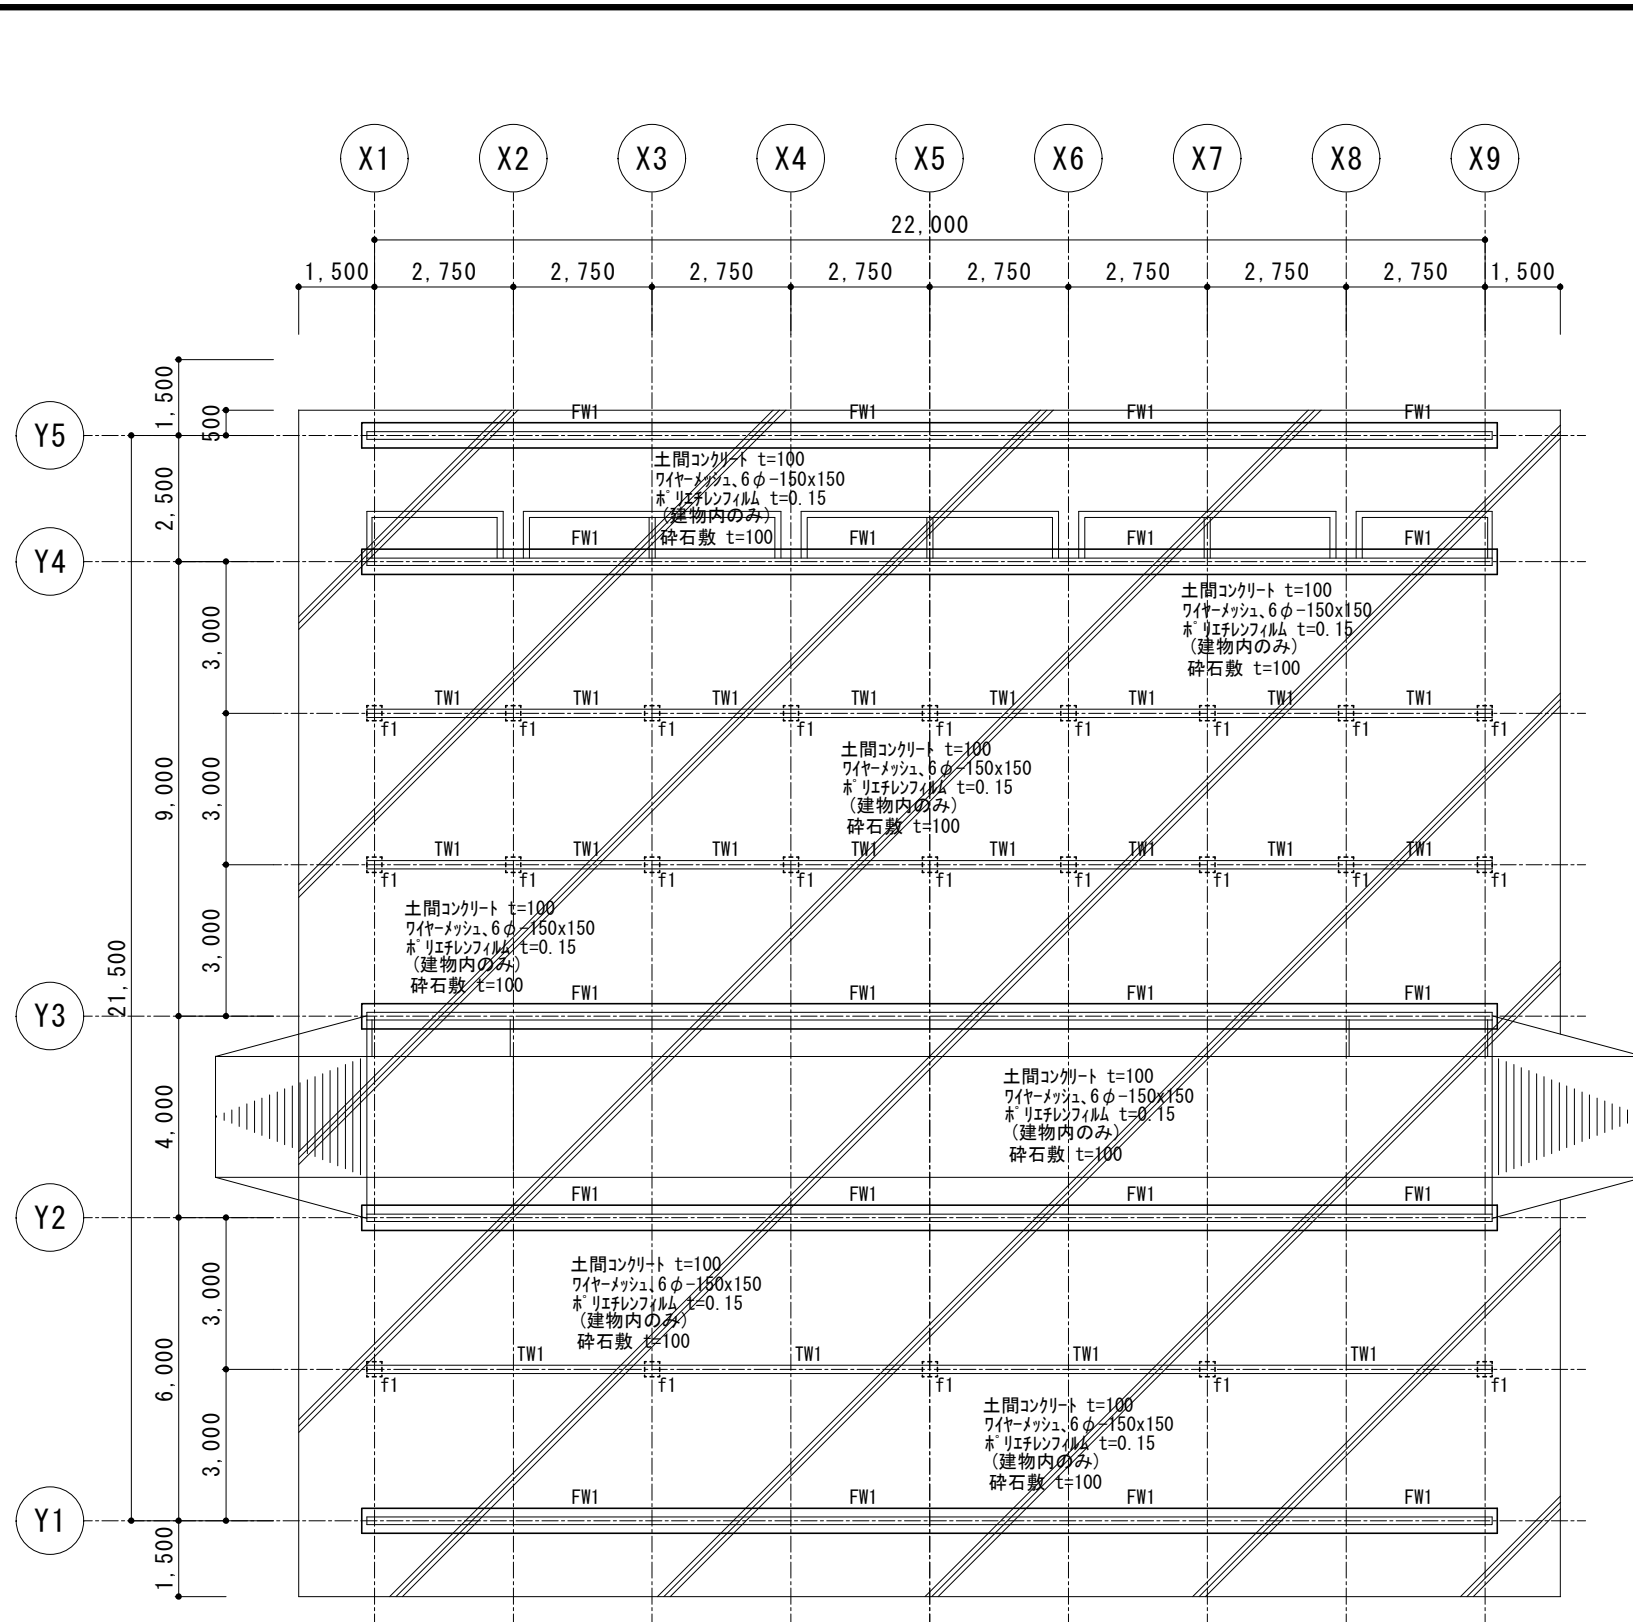 X1 X2 X3 X4 X5 X6 X7 X8 X9
22,000
1,500 2,750 2,750 2,750 2,750 2,750 2,750 2,750 2,750 1,500
1,500
500
FW1 FW1 FW1 FW1
Y5
土間コンクリート t=100
ワイヤーメッシュ、6φ-150x150
ポリエチレンフィルム t=0.15
(建物内のみ)
砕石敷 t=100
2,500
FW1 FW1 FW1 FW1
Y4
土間コンクリート t=100
ワイヤーメッシュ、6φ-150x150
ポリエチレンフィルム t=0.15
(建物内のみ)
砕石敷 t=100
3,000
TW1 TW1 TW1 TW1 TW1 TW1 TW1 TW1
f1 f1 f1 f1 f1 f1 f1 f1 f1
土間コンクリート t=100
ワイヤーメッシュ、6φ-150x150
ポリエチレンフィルム t=0.15
(建物内のみ)
砕石敷 t=100
9,000
3,000
TW1 TW1 TW1 TW1 TW1 TW1 TW1 TW1
f1 f1 f1 f1 f1 f1 f1 f1 f1
土間コンクリート t=100
ワイヤーメッシュ、6φ-150x150
ポリエチレンフィルム t=0.15
(建物内のみ)
砕石敷 t=100
3,000
21,500
FW1 FW1 FW1 FW1
Y3
土間コンクリート t=100
ワイヤーメッシュ、6φ-150x150
ポリエチレンフィルム t=0.15
(建物内のみ)
砕石敷 t=100
4,000
FW1 FW1 FW1 FW1
Y2
土間コンクリート t=100
ワイヤーメッシュ、6φ-150x150
ポリエチレンフィルム t=0.15
(建物内のみ)
砕石敷 t=100
3,000
6,000
TW1 TW1 TW1 TW1
f1 f1 f1 f1 f1
土間コンクリート t=100
ワイヤーメッシュ、6φ-150x150
ポリエチレンフィルム t=0.15
(建物内のみ)
砕石敷 t=100
3,000
FW1 FW1 FW1 FW1
Y1
1,500